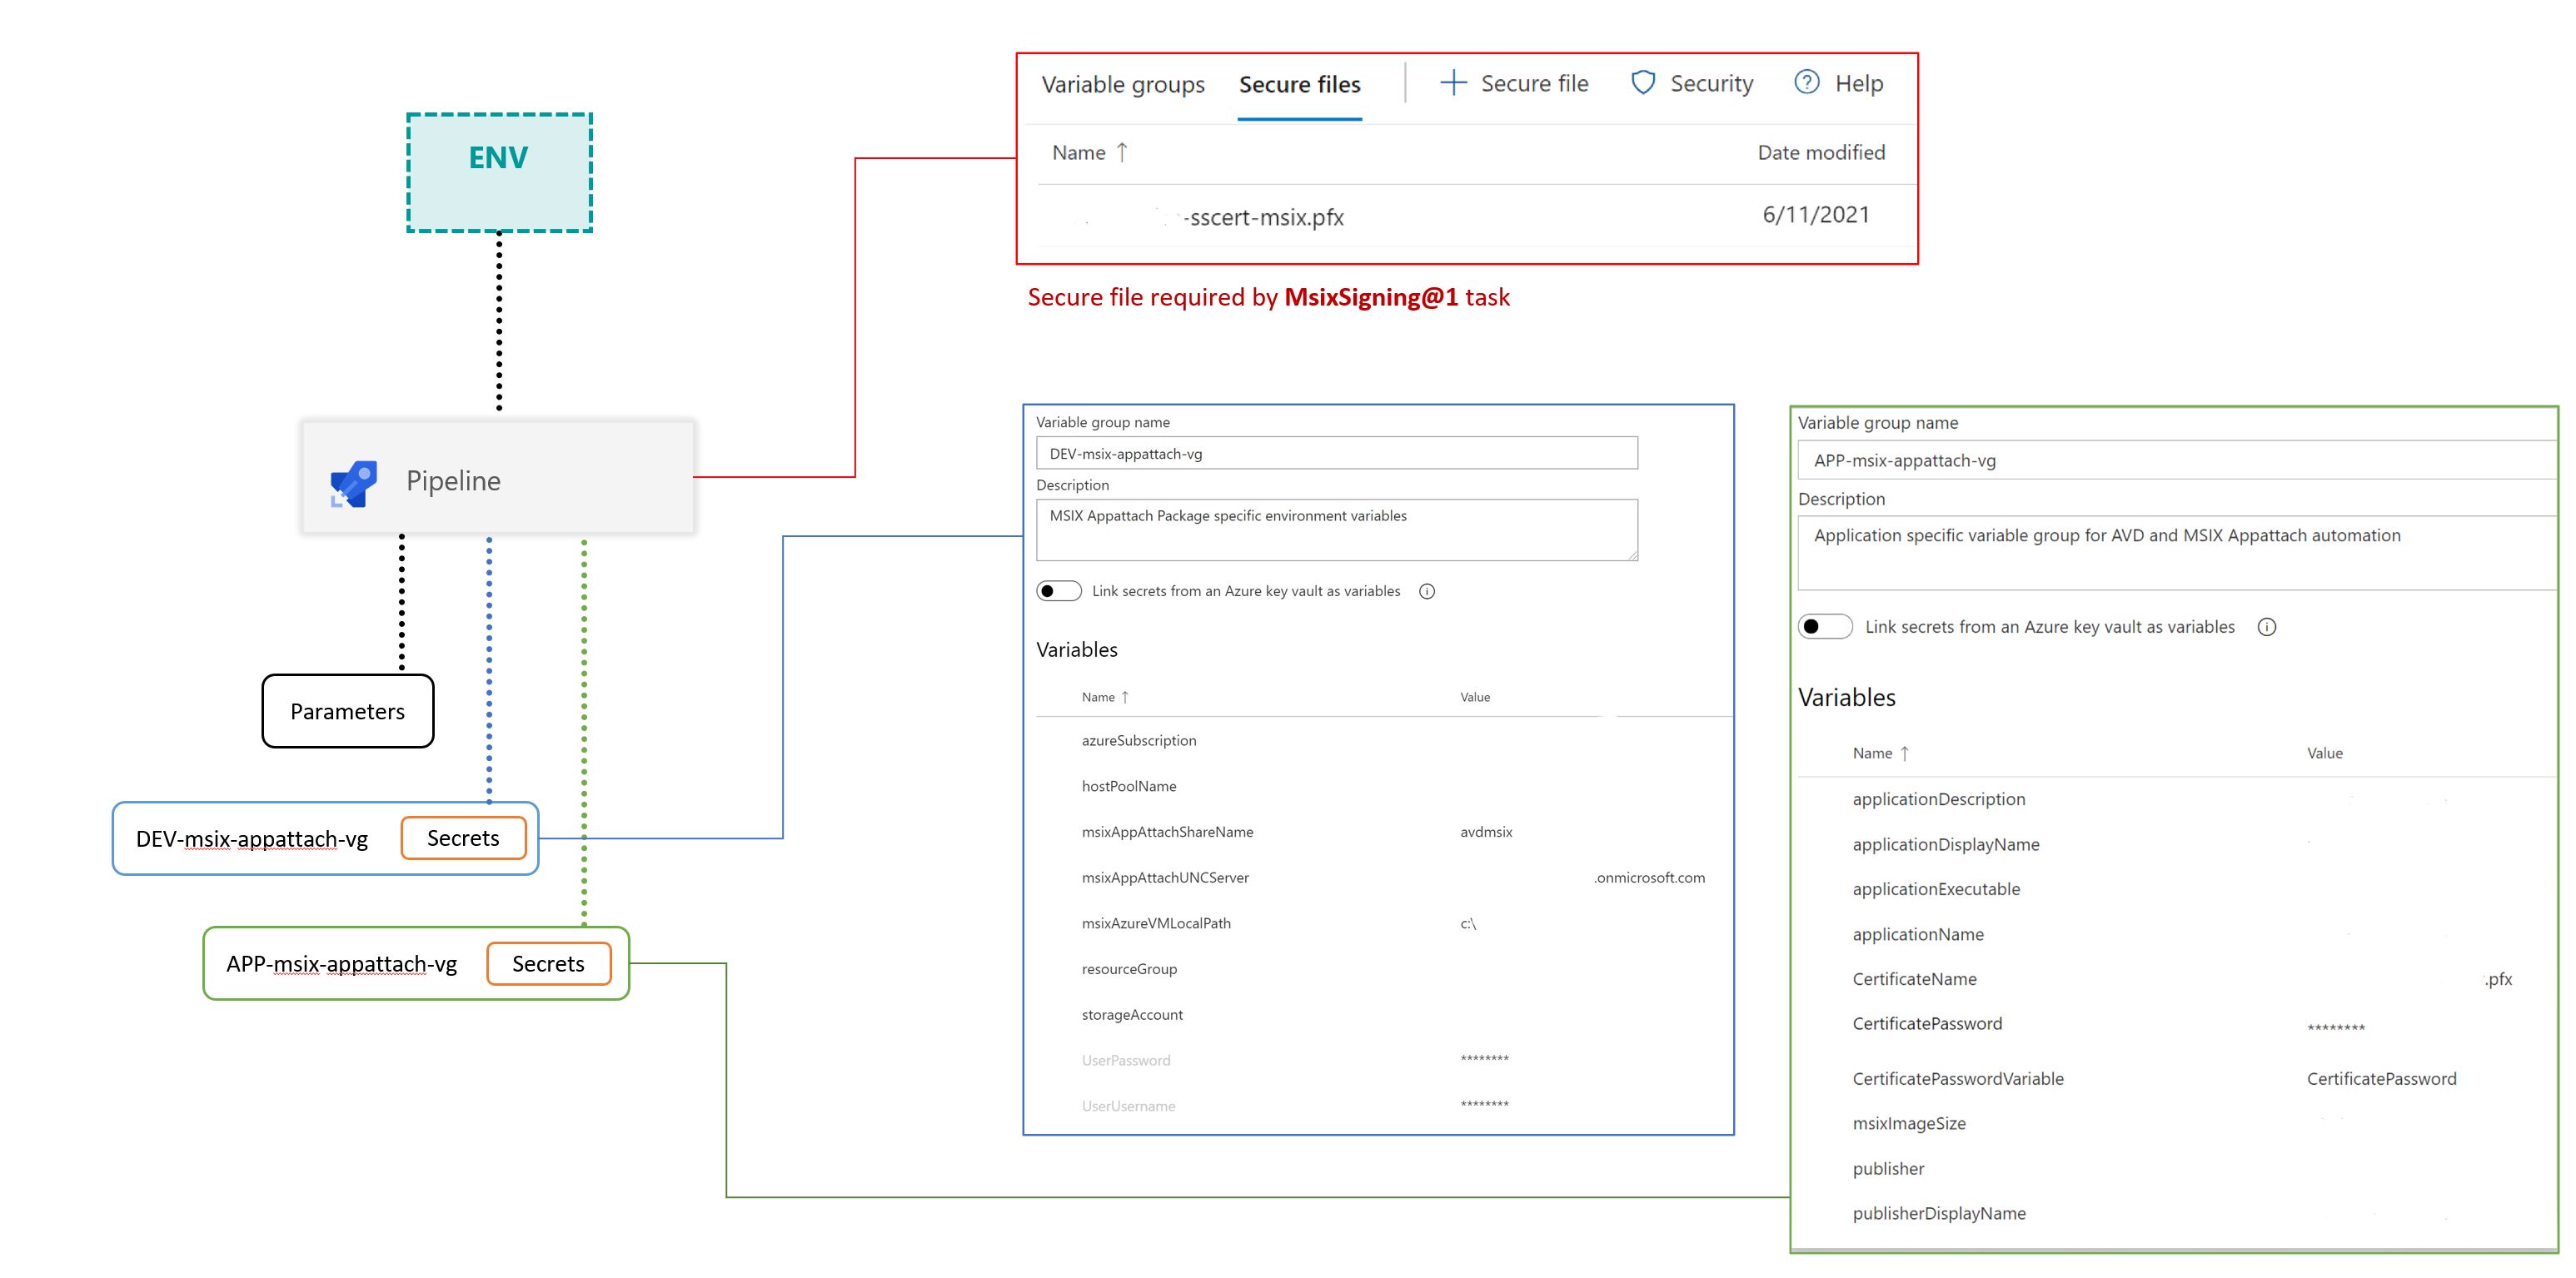 ENV
Pipeline
Parameters
DEV-msix-appattach-vg
Secrets
APP-msix-appattach-vg
Secrets
Variable groups
Secure files
Secure file
Security
Help
Name ↑
Date modified
-sscert-msix.pfx
6/11/2021
Secure file required by MsixSigning@1 task
Variable group name
DEV-msix-appattach-vg
Description
MSIX Appattach Package specific environment variables
Link secrets from an Azure key vault as variables
Variables
Name ↑ Value
azureSubscription
hostPoolName
msixAppAttachShareName avdmsix
msixAppAttachUNCServer .onmicrosoft.com
msixAzureVMLocalPath c:\
resourceGroup
storageAccount
UserPassword ********
UserUsername ********
Variable group name
APP-msix-appattach-vg
Description
Application specific variable group for AVD and MSIX Appattach automation
Link secrets from an Azure key vault as variables
Variables
Name ↑ Value
applicationDescription
applicationDisplayName
applicationExecutable
applicationName
CertificateName .pfx
CertificatePassword ********
CertificatePasswordVariable CertificatePassword
msixImageSize
publisher
publisherDisplayName